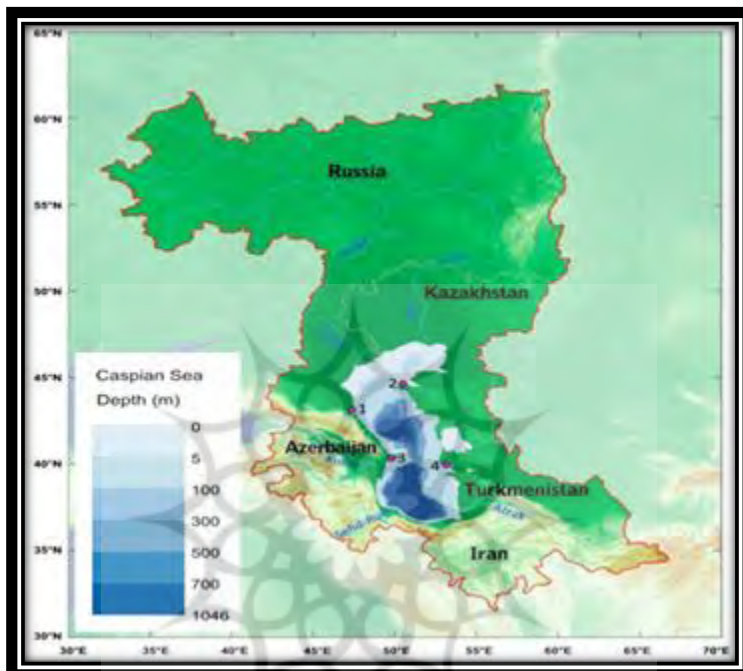 65°N
60°N
55°N
50°N
45°N
40°N
35°N
30°N
Russia
Kazakhstan
2
1
Azerbaijan
3
4
Turkmenistan
Atrak
Iran
Caspian Sea
Depth (m)
0
5
100
300
500
700
1046
30°E
35°E
40°E
45°E
50°E
55°E
60°E
65°E
70°E